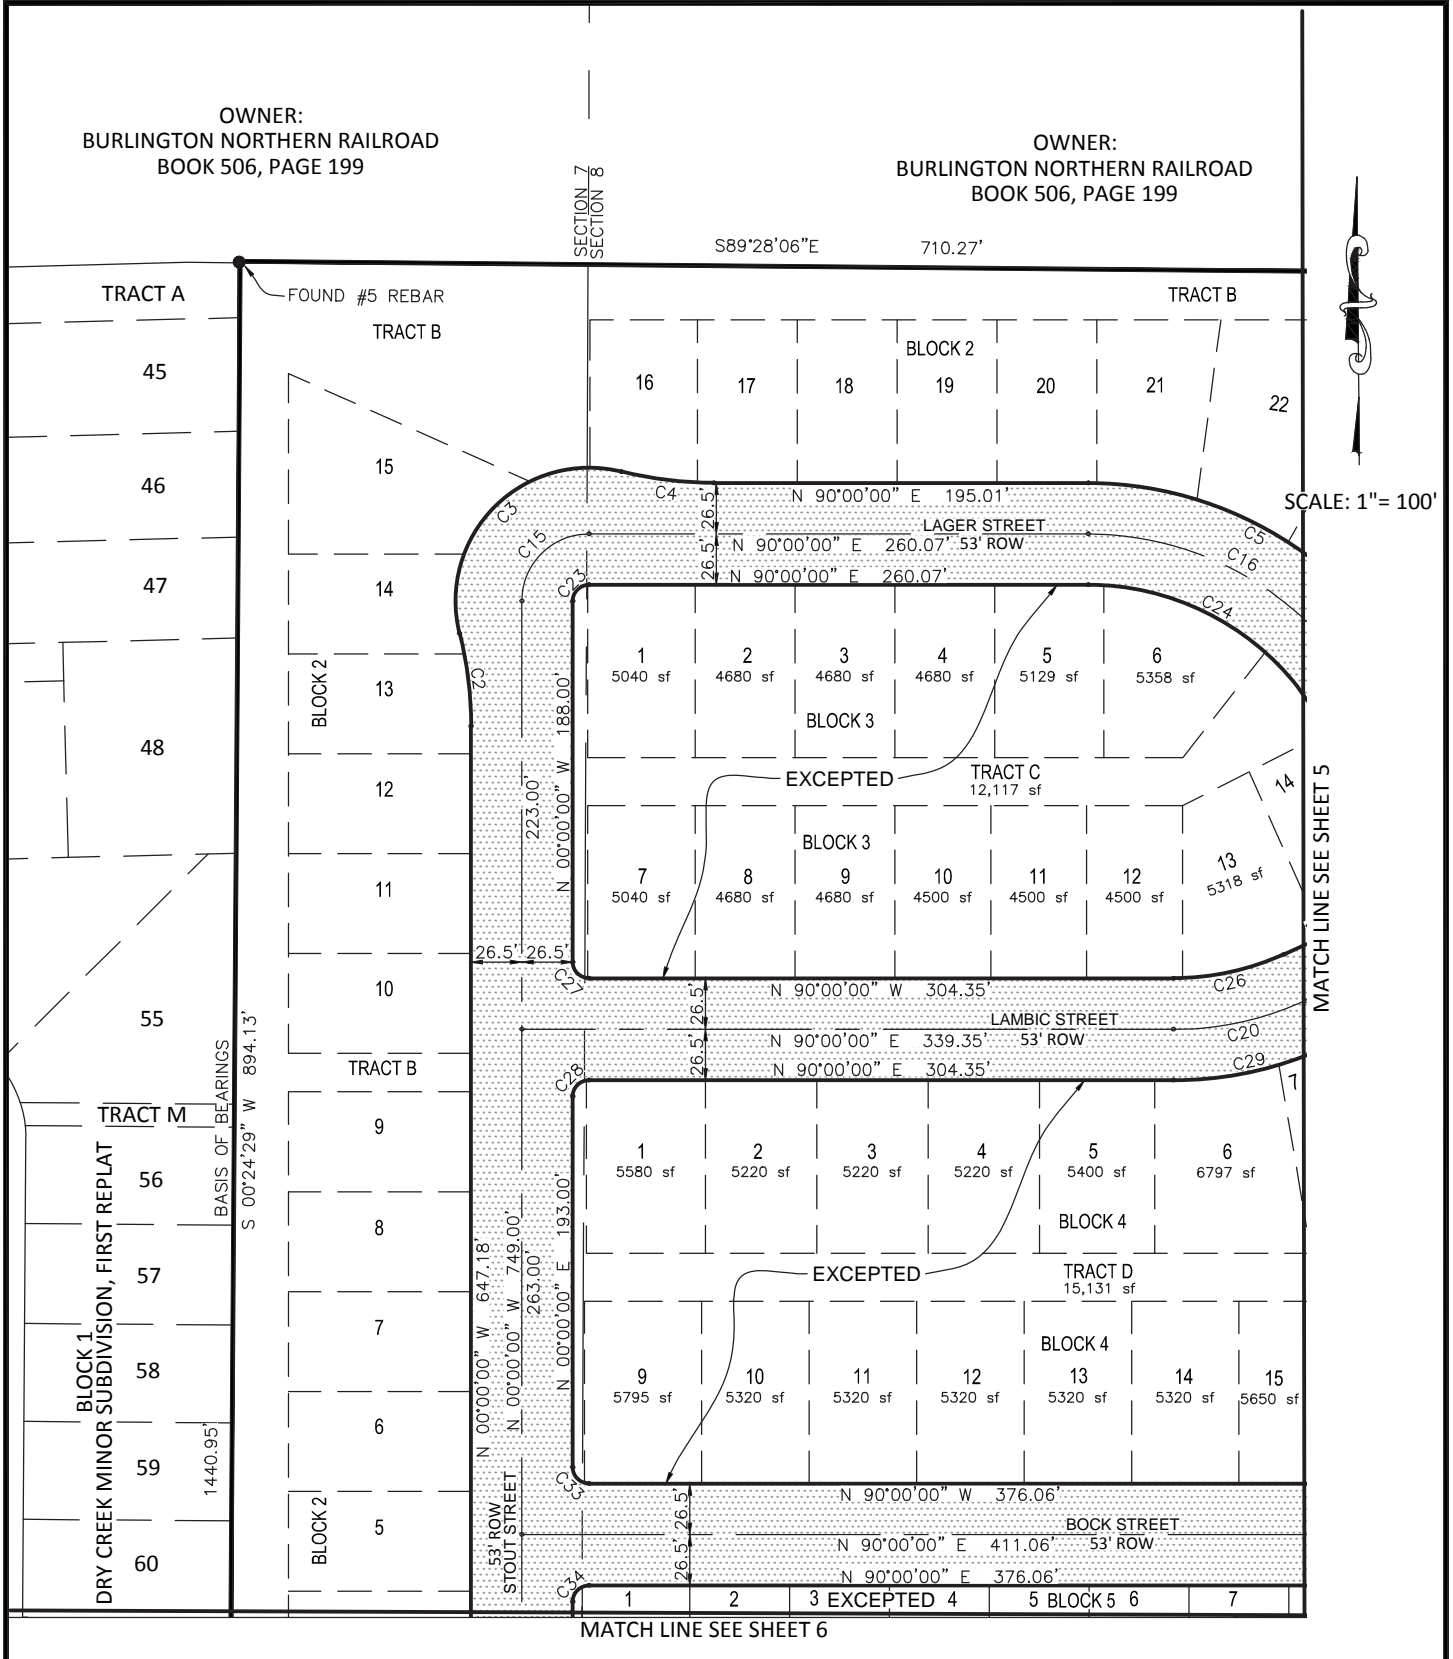 OWNER:
BURLINGTON NORTHERN RAILROAD
BOOK 506, PAGE 199
OWNER:
BURLINGTON NORTHERN RAILROAD
BOOK 506, PAGE 199
SECTION 7
SECTION 8
S89°28'06"E 710.27'
FOUND #5 REBAR
TRACT A
TRACT B
TRACT B
SCALE: 1"= 100'
45
46
47
48
55
TRACT M
56
57
58
59
60
BLOCK 1
DRY CREEK MINOR SUBDIVISION, FIRST REPLAT
1440.95'
BASIS OF BEARINGS
S 00°24'29" W 894.13'
15
14
13
BLOCK 2
12
11
10
TRACT B
9
8
7
6
5
BLOCK 2
BLOCK 2
16
17
18
19
20
21
22
C3
C15
C23
C2
C4
C5
C16
C24
26.5'
26.5'
N 90°00'00" E 195.01'
LAGER STREET
N 90°00'00" E 260.07' 53' ROW
N 90°00'00" E 260.07'
1
5040 sf
2
4680 sf
3
4680 sf
4
4680 sf
5
5129 sf
6
5358 sf
BLOCK 3
EXCEPTED
TRACT C
12,117 sf
BLOCK 3
7
5040 sf
8
4680 sf
9
4680 sf
10
4500 sf
11
4500 sf
12
4500 sf
13
5318 sf
14
223.00'
N 00°00'00" W 188.00'
26.5' 26.5'
MATCH LINE SEE SHEET 5
C27
C26
C20
C29
C28
26.5'
26.5'
N 90°00'00" W 304.35'
LAMBIC STREET
N 90°00'00" E 339.35' 53' ROW
N 90°00'00" E 304.35'
1
5580 sf
2
5220 sf
3
5220 sf
4
5220 sf
5
5400 sf
6
6797 sf
7
BLOCK 4
EXCEPTED
TRACT D
15,131 sf
BLOCK 4
9
5795 sf
10
5320 sf
11
5320 sf
12
5320 sf
13
5320 sf
14
5320 sf
15
5650 sf
N 00°00'00" W 647.18'
N 00°00'00" W 749.00'
263.00'
N 00°00'00" E 193.00'
53' ROW
STOUT STREET
C33
C34
26.5'
26.5'
N 90°00'00" W 376.06'
BOCK STREET
N 90°00'00" E 411.06' 53' ROW
N 90°00'00" E 376.06'
1 2 3 EXCEPTED 4 5 BLOCK 5 6 7
MATCH LINE SEE SHEET 6